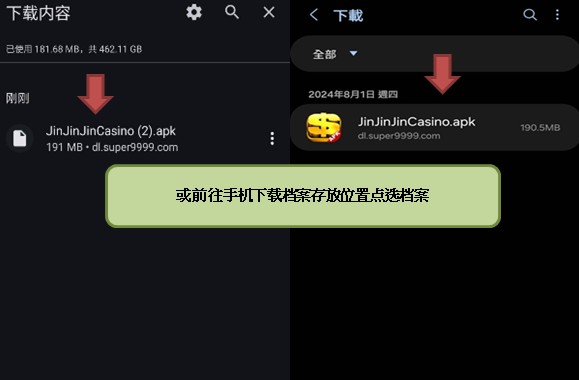 下载内容
已使用 181.68 MB，共 462.11 GB
刚刚
JinJinJinCasino (2).apk
191 MB • dl.super9999.com
下載
全部
2024年8月1日 週四
JinJinJinCasino.apk
dl.super9999.com
190.5MB
或前往手机下载档案存放位置点选档案